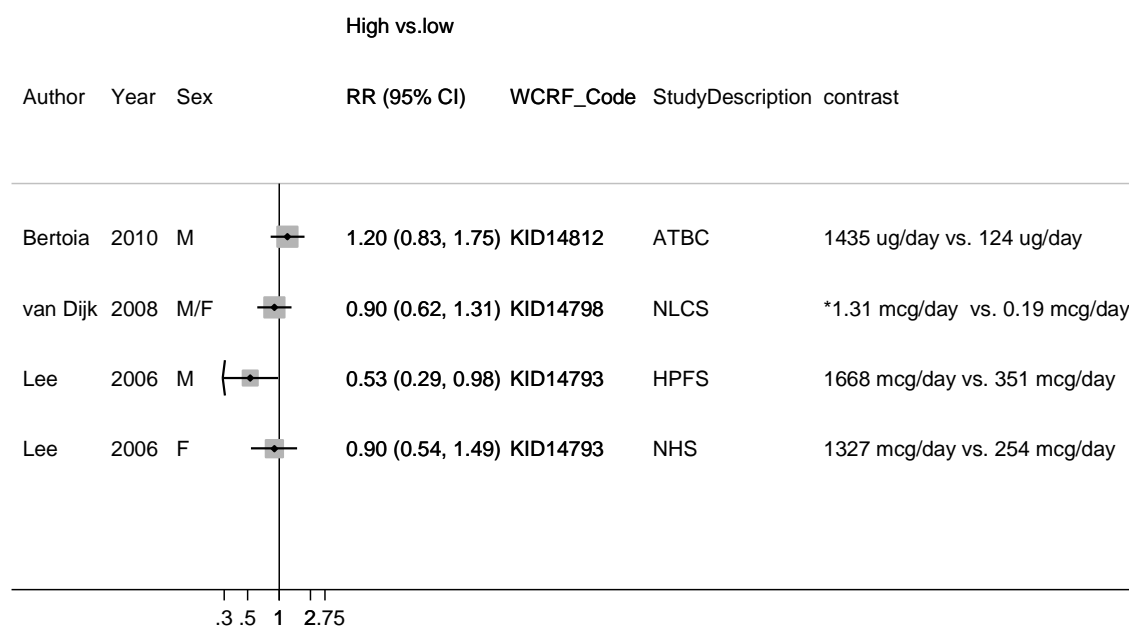 High vs.low
Author Year Sex RR (95% CI) WCRF_Code StudyDescription contrast
Bertoia 2010 M 1.20 (0.83, 1.75) KID14812 ATBC 1435 ug/day vs. 124 ug/day
van Dijk 2008 M/F 0.90 (0.62, 1.31) KID14798 NLCS *1.31 mcg/day vs. 0.19 mcg/day
Lee 2006 M 0.53 (0.29, 0.98) KID14793 HPFS 1668 mcg/day vs. 351 mcg/day
Lee 2006 F 0.90 (0.54, 1.49) KID14793 NHS 1327 mcg/day vs. 254 mcg/day
.3 .5 1 2 2.75